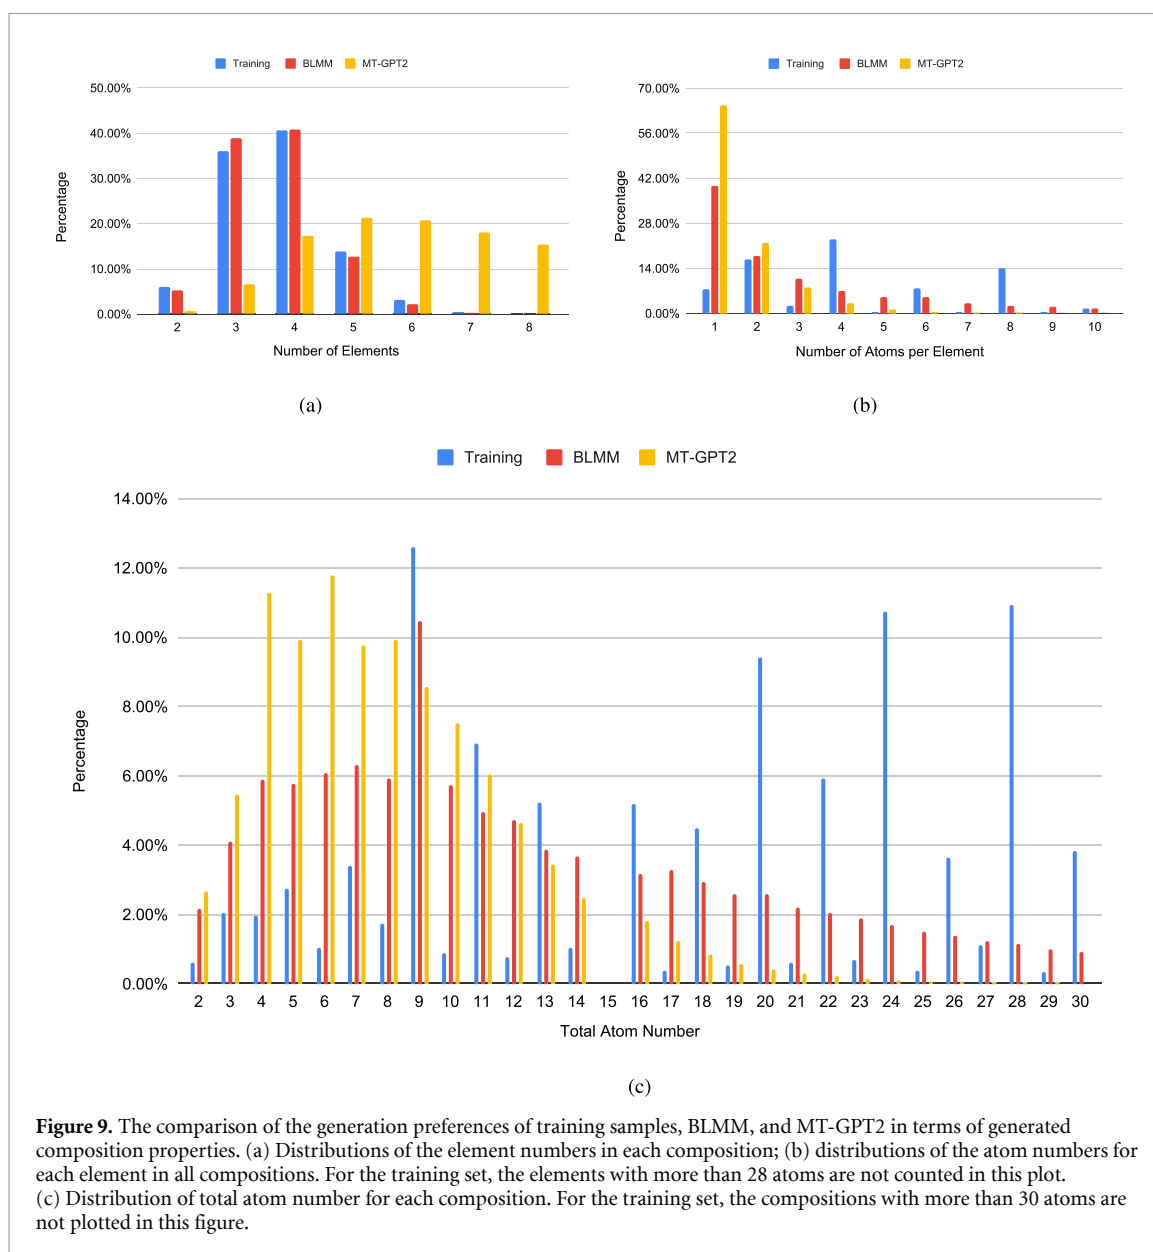 Training BLMM MT-GPT2
50.00%
40.00%
30.00%
20.00%
10.00%
0.00%
Percentage
2 3 4 5 6 7 8
Number of Elements
(a)
Training BLMM MT-GPT2
70.00%
56.00%
42.00%
28.00%
14.00%
0.00%
Percentage
1 2 3 4 5 6 7 8 9 10
Number of Atoms per Element
(b)
Training BLMM MT-GPT2
14.00%
12.00%
10.00%
8.00%
6.00%
4.00%
2.00%
0.00%
Percentage
2 3 4 5 6 7 8 9 10 11 12 13 14 15 16 17 18 19 20 21 22 23 24 25 26 27 28 29 30
Total Atom Number
(c)
Figure 9. The comparison of the generation preferences of training samples, BLMM, and MT-GPT2 in terms of generated
composition properties. (a) Distributions of the element numbers in each composition; (b) distributions of the atom numbers for
each element in all compositions. For the training set, the elements with more than 28 atoms are not counted in this plot.
(c) Distribution of total atom number for each composition. For the training set, the compositions with more than 30 atoms are
not plotted in this figure.